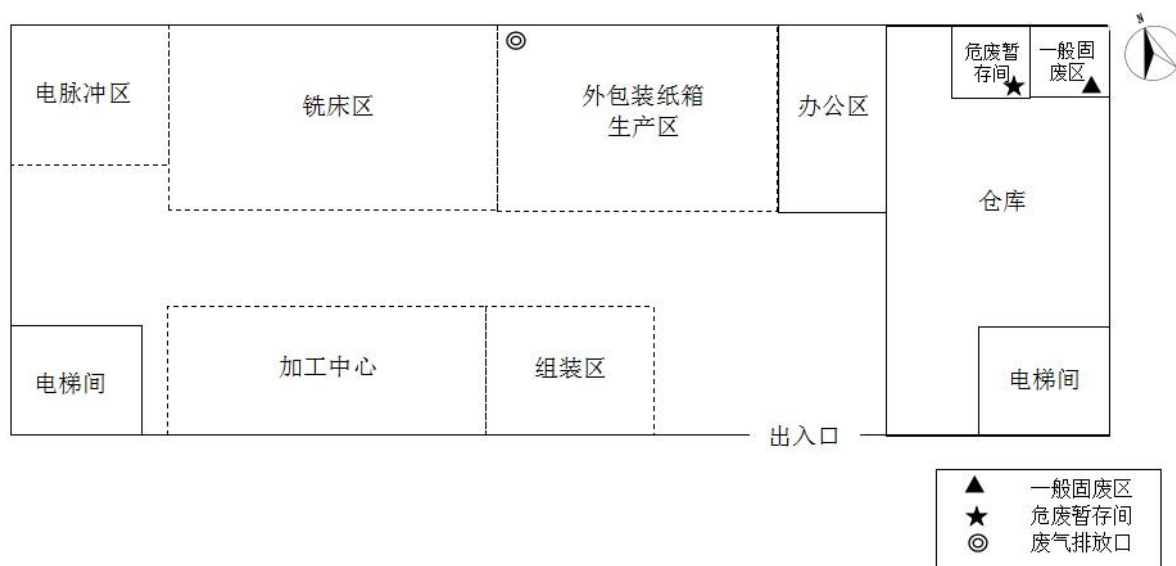 N
危废暂
存间
一般固
废区
电脉冲区
铣床区
外包装纸箱
生产区
办公区
仓库
电梯间
加工中心
组装区
电梯间
出入口
一般固废区
危废暂存间
废气排放口